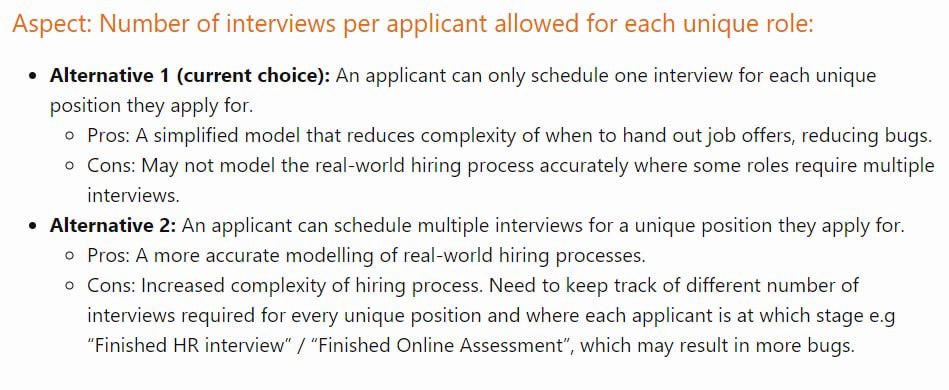 Aspect: Number of interviews per applicant allowed for each unique role:
• Alternative 1 (current choice): An applicant can only schedule one interview for each unique
position they apply for.
○ Pros: A simplified model that reduces complexity of when to hand out job offers, reducing bugs.
○ Cons: May not model the real-world hiring process accurately where some roles require multiple
interviews.
• Alternative 2: An applicant can schedule multiple interviews for a unique position they apply for.
○ Pros: A more accurate modelling of real-world hiring processes.
○ Cons: Increased complexity of hiring process. Need to keep track of different number of
interviews required for every unique position and where each applicant is at which stage e.g
“Finished HR interview” / “Finished Online Assessment”, which may result in more bugs.